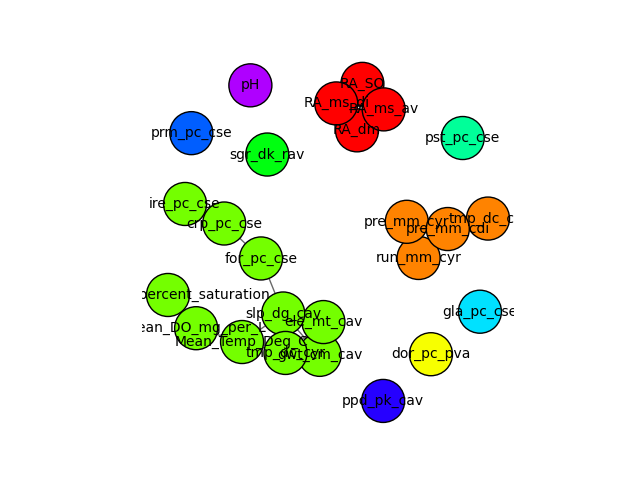 pH
RA_SO
RA_ms_di
RA_ms_av
RA_dm
prm_pc_cse
pst_pc_cse
sgr_dk_rav
ire_pc_cse
crp_pc_cse
pre_mm_cyr
tmp_dc_c
pre_mm_cdi
run_mm_cyr
for_pc_cse
percent_saturation
slp_dg_cav
ele_mt_cav
gla_pc_cse
ean_DO_mg_per_L
Mean_Temp_Deg_C
tmp_dc_cyr
gwt_cm_cav
dor_pc_pva
ppd_pk_cav